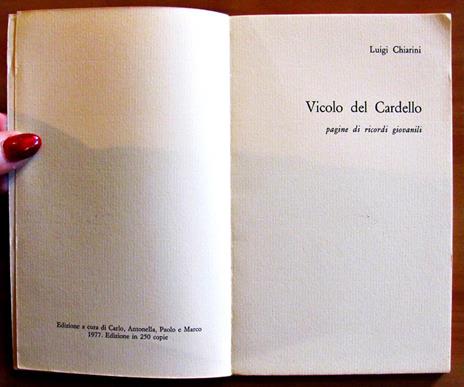 Edizione a cura di Carlo, Antonella, Paolo e Marco
1977. Edizione in 250 copie
Luigi Chiarini
Vicolo del Cardello
pagine di ricordi giovanili